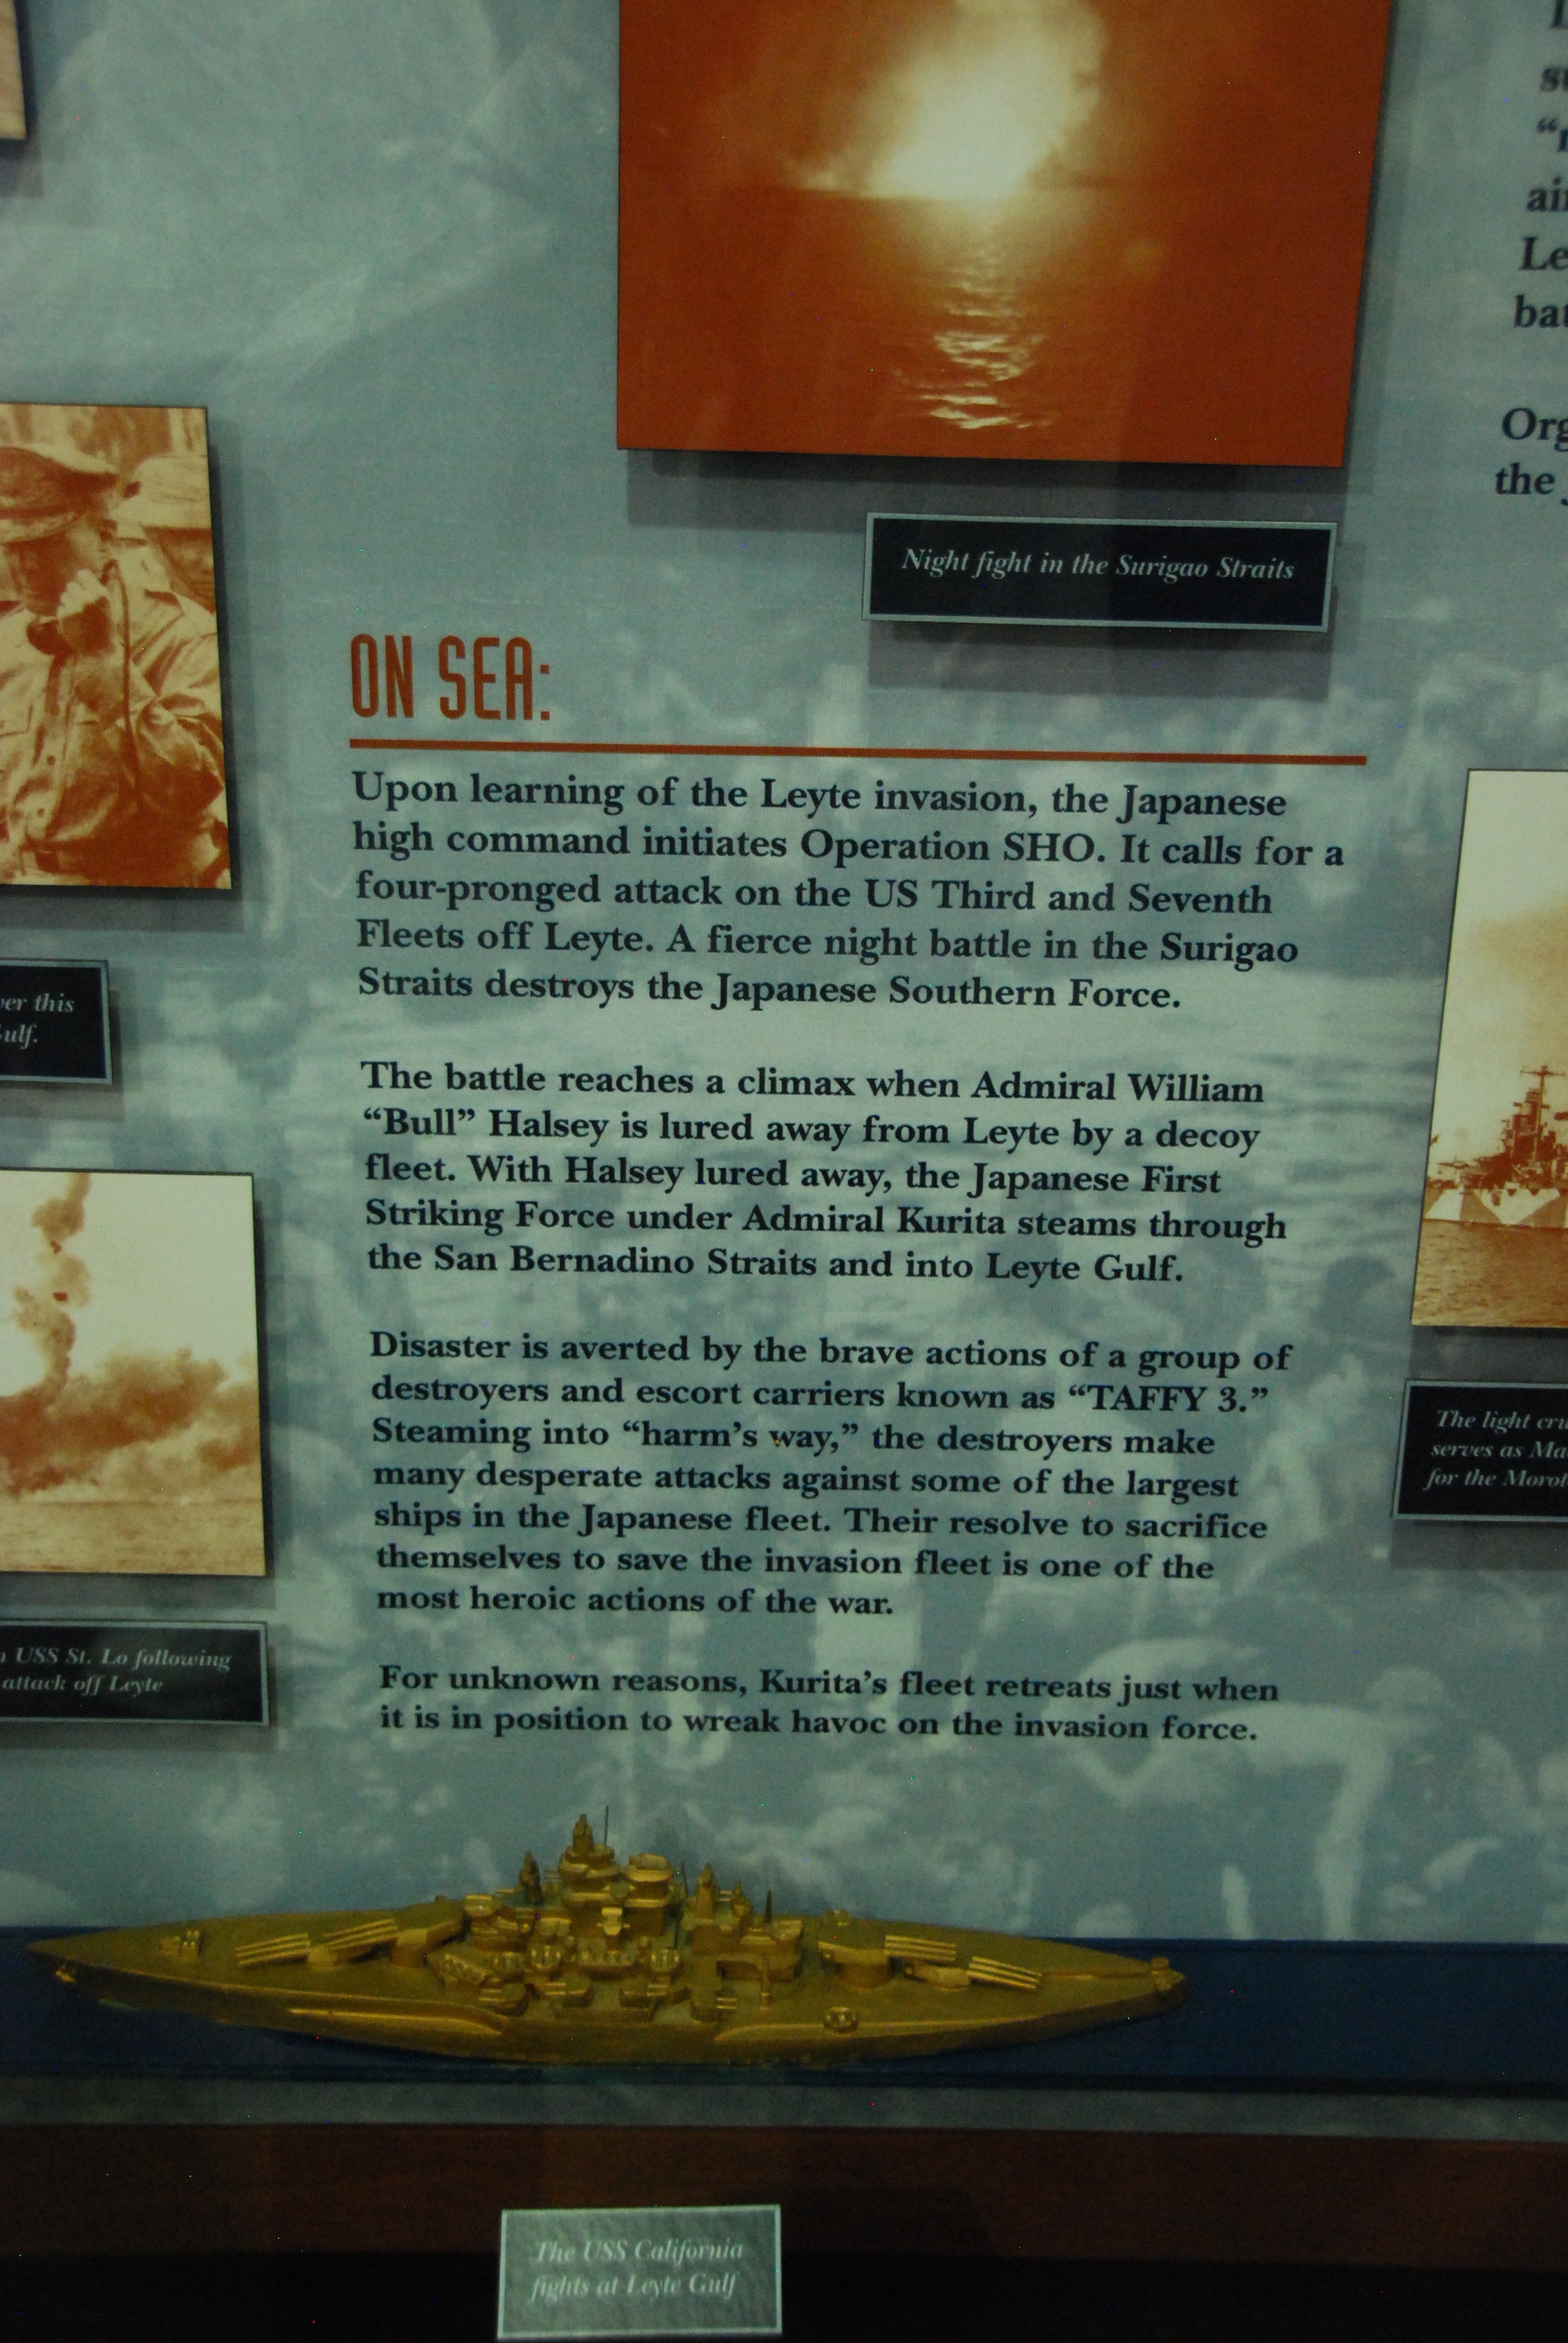 Night fight in the Surigao Straits
ON SEA:
Upon learning of the Leyte invasion, the Japanese
high command initiates Operation SHO. It calls for a
four-pronged attack on the US Third and Seventh
Fleets off Leyte. A fierce night battle in the Surigao
Straits destroys the Japanese Southern Force.
The battle reaches a climax when Admiral William
“Bull” Halsey is lured away from Leyte by a decoy
fleet. With Halsey lured away, the Japanese First
Striking Force under Admiral Kurita steams through
the San Bernadino Straits and into Leyte Gulf.
Disaster is averted by the brave actions of a group of
destroyers and escort carriers known as “TAFFY 3.”
Steaming into “harm’s way,” the destroyers make
many desperate attacks against some of the largest
ships in the Japanese fleet. Their resolve to sacrifice
themselves to save the invasion fleet is one of the
most heroic actions of the war.
For unknown reasons, Kurita’s fleet retreats just when
it is in position to wreak havoc on the invasion force.
this
USS St. Lo following
attack off Leyte
Org
the
The light
serves as
for the
The USS California
fights at Leyte Gulf